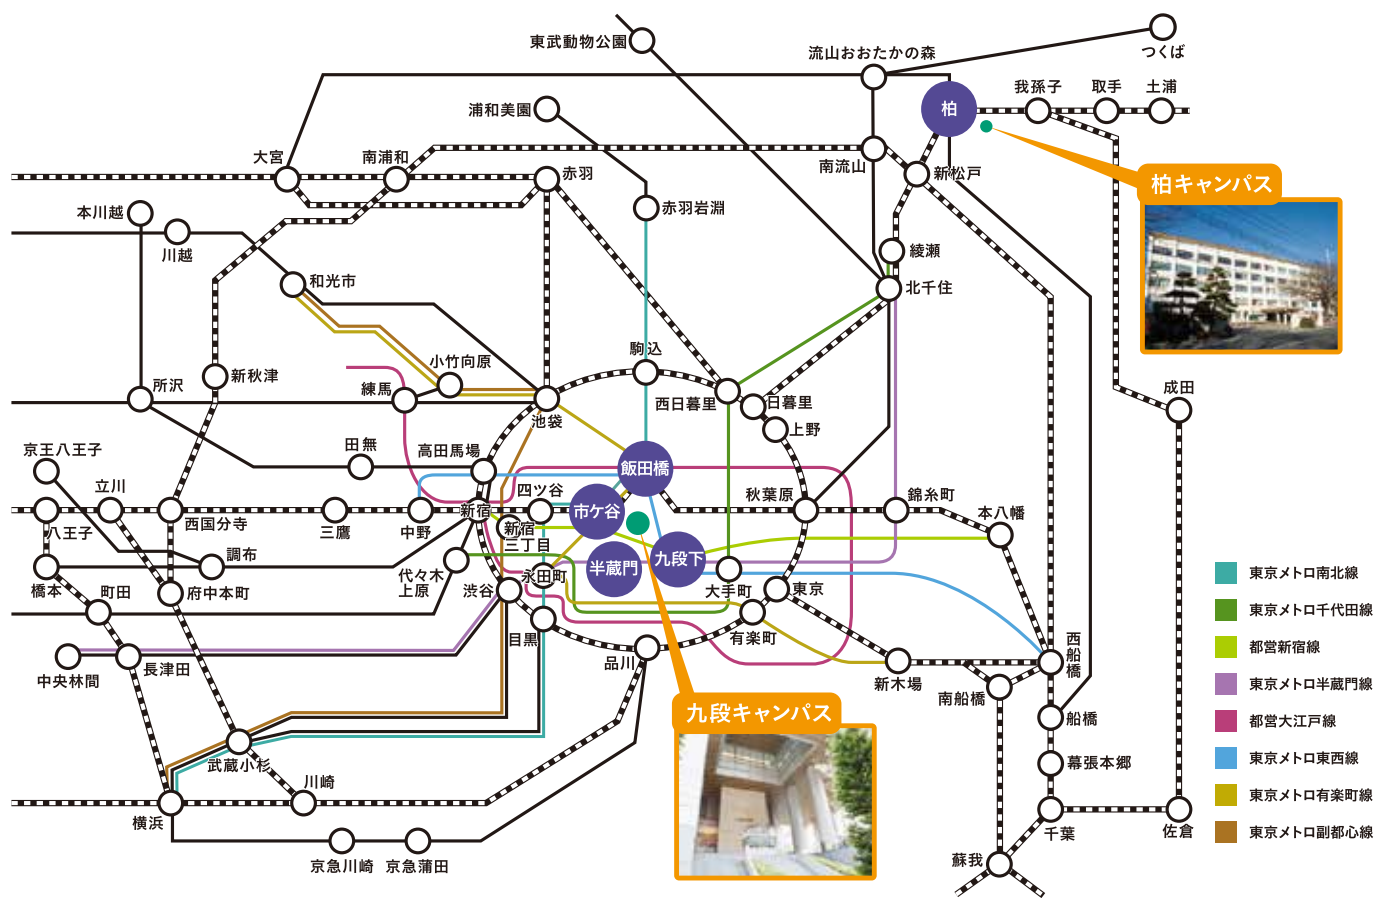 東武動物公園
流山おおたかの森
つくば
浦和美園
柏
我孫子
取手
土浦
大宮
南浦和
赤羽
南流山
新松戸
柏キャンパス
本川越
赤羽岩淵
川越
綾瀬
和光市
北千住
駒込
小竹向原
新秋津
所沢
練馬
西日暮里
日暮里
成田
池袋
上野
京王八王子
田無
高田馬場
飯田橋
立川
四ツ谷
秋葉原
錦糸町
市ケ谷
新宿
本八幡
八王子
西国分寺
三鷹
中野
新宿
三丁目
九段下
調布
半蔵門
永田町
橋本
町田
府中本町
代々木
上原
渋谷
大手町
東京
東京メトロ南北線
東京メトロ千代田線
都営新宿線
東京メトロ半蔵門線
都営大江戸線
東京メトロ東西線
東京メトロ有楽町線
東京メトロ副都心線
目黒
有楽町
西船橋
中央林間
長津田
品川
新木場
南船橋
九段キャンパス
船橋
武蔵小杉
川崎
幕張本郷
横浜
千葉
佐倉
京急川崎
京急蒲田
蘇我